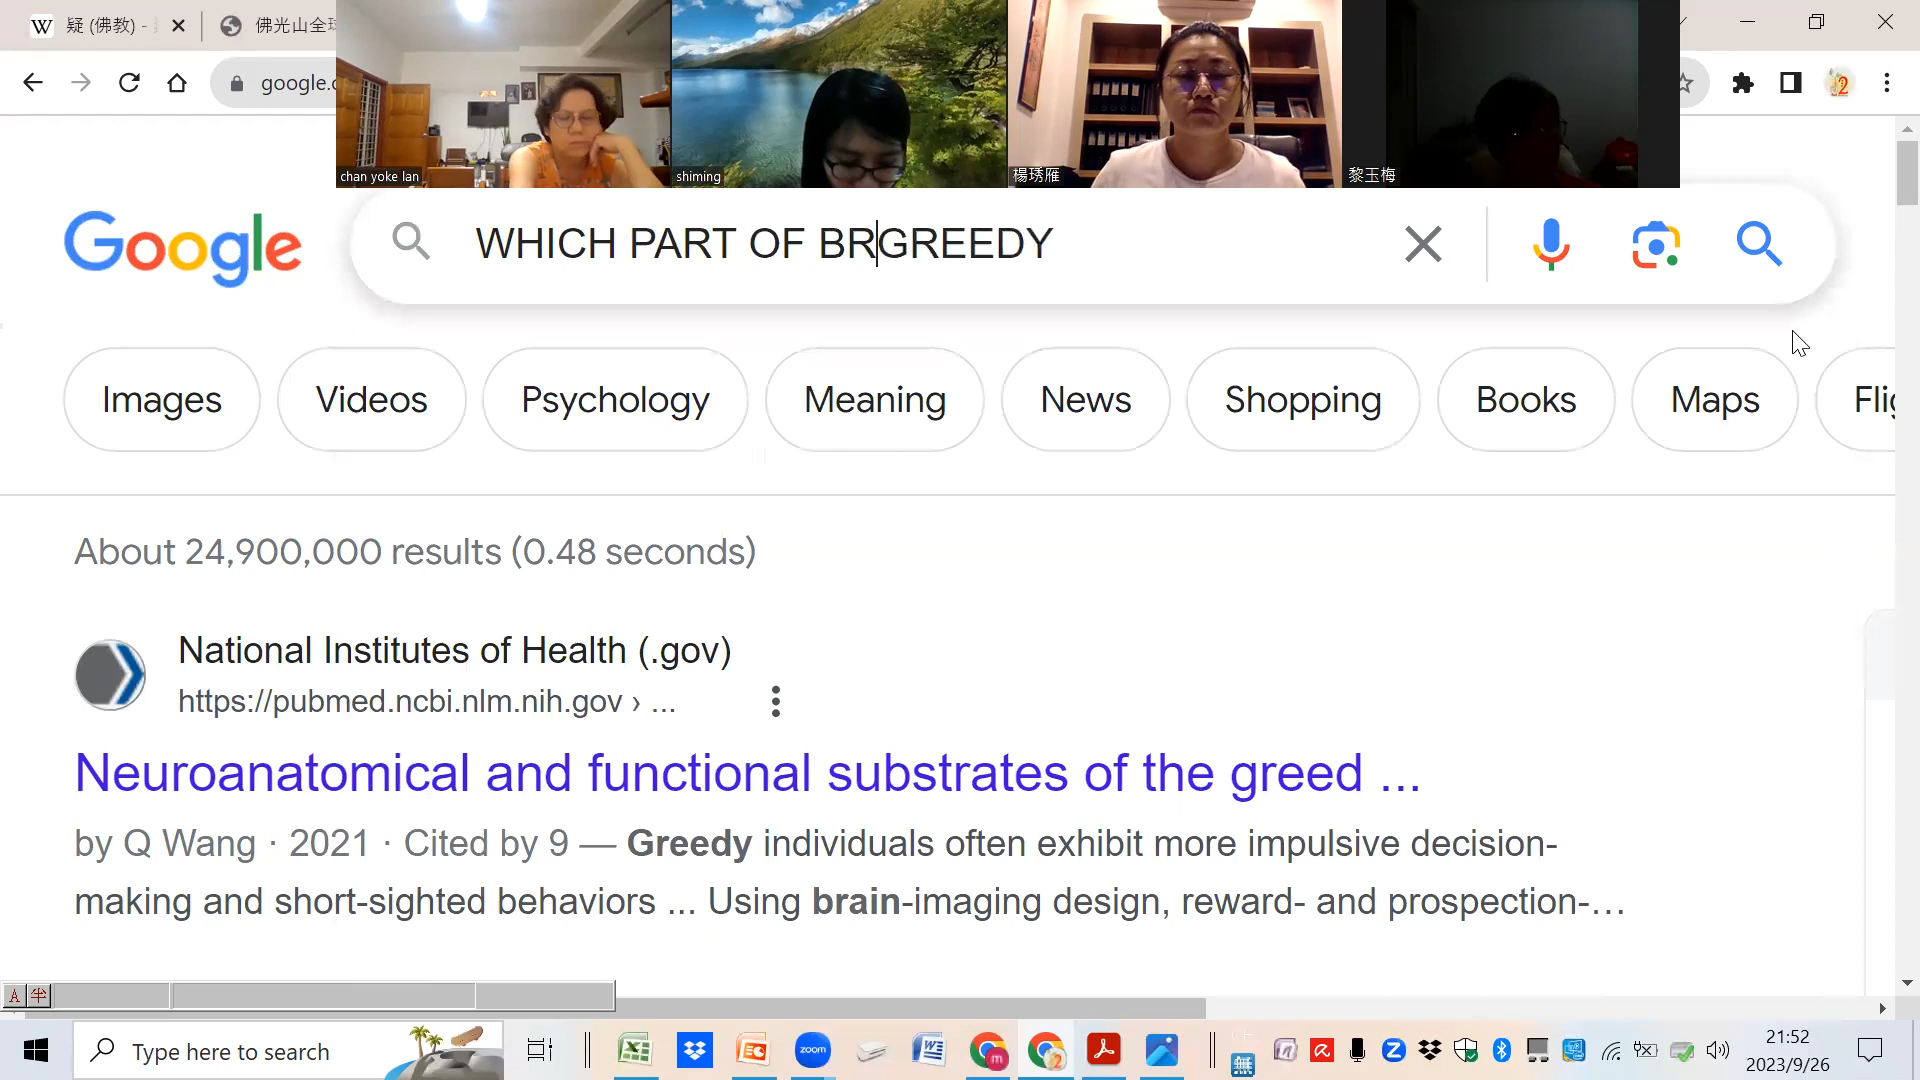 W 疑 (佛教) -
佛光山全球
google.c
chan yoke lan
shiming
楊琇雁
黎玉梅
Google
WHICH PART OF BRGREEDY
Images
Videos
Psychology
Meaning
News
Shopping
Books
Maps
Flig
About 24,900,000 results (0.48 seconds)
National Institutes of Health (.gov)
https://pubmed.ncbi.nlm.nih.gov › ...
Neuroanatomical and functional substrates of the greed ...
by Q Wang · 2021 · Cited by 9 — Greedy individuals often exhibit more impulsive decision-
making and short-sighted behaviors ... Using brain-imaging design, reward- and prospection-...
A 半
Type here to search
zoom
21:52
2023/9/26